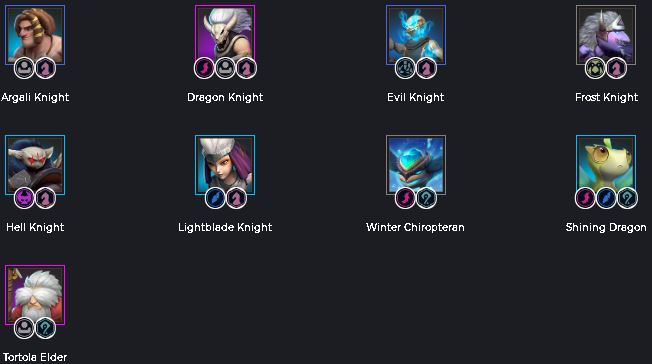 Argali Knight
Dragon Knight
Evil Knight
Frost Knight
Hell Knight
Lightblade Knight
Winter Chiropteran
Shining Dragon
Tortola Elder